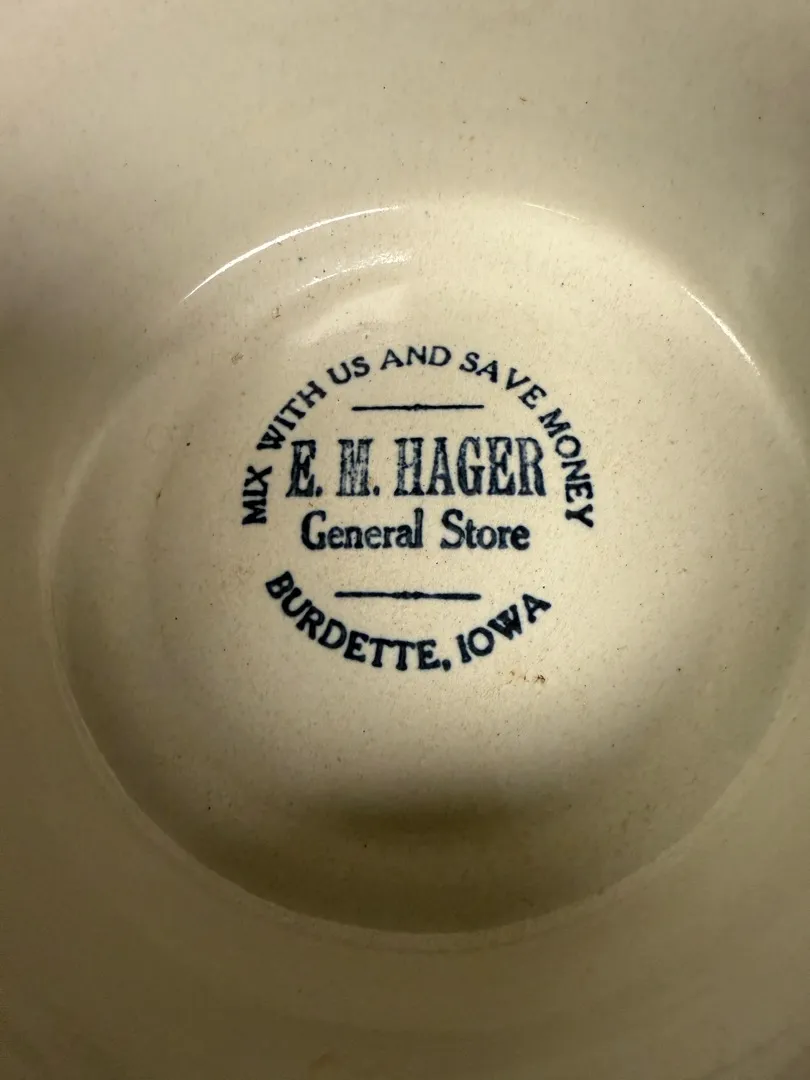 MIX WITH US AND SAVE MONEY
E. M. HAGER
General Store
BURDETTE, IOWA